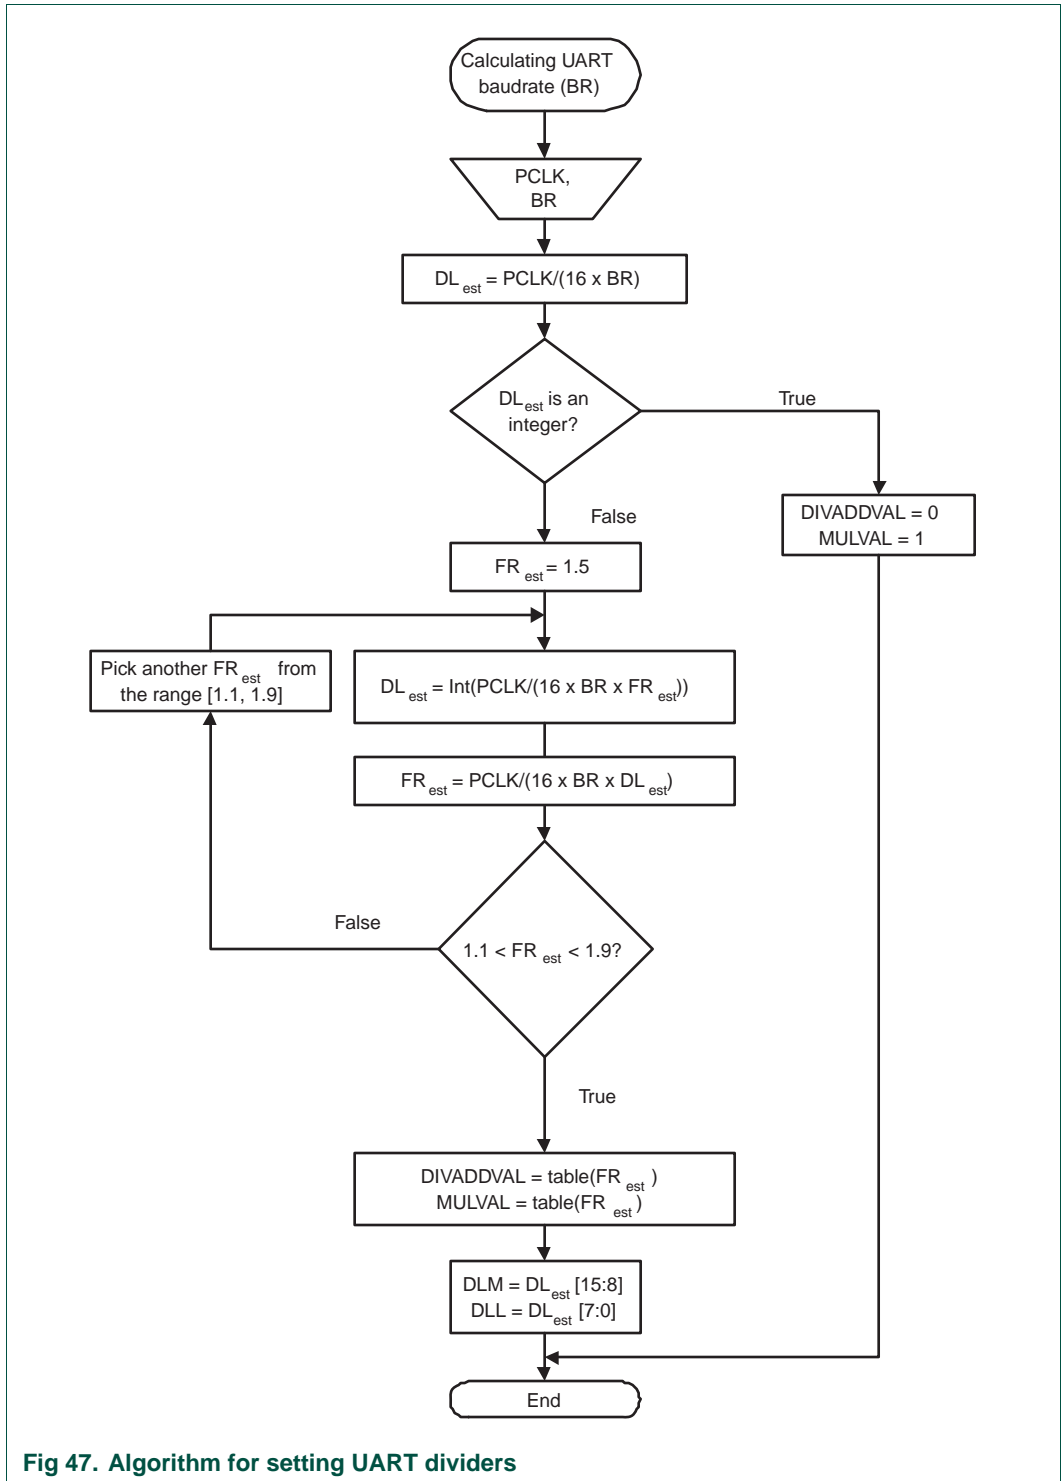 Calculating UART
baudrate (BR)
PCLK,
BR
DL est = PCLK/(16 x BR)
DL est is an
integer?
True
False
DIVADDVAL = 0
MULVAL = 1
FR est = 1.5
Pick another FR est from
the range [1.1, 1.9]
DL est = Int(PCLK/(16 x BR x FR est))
FR est = PCLK/(16 x BR x DL est)
False
1.1 < FR est < 1.9?
True
DIVADDVAL = table(FR est )
MULVAL = table(FR est )
DLM = DL est [15:8]
DLL = DL est [7:0]
End
Fig 47. Algorithm for setting UART dividers